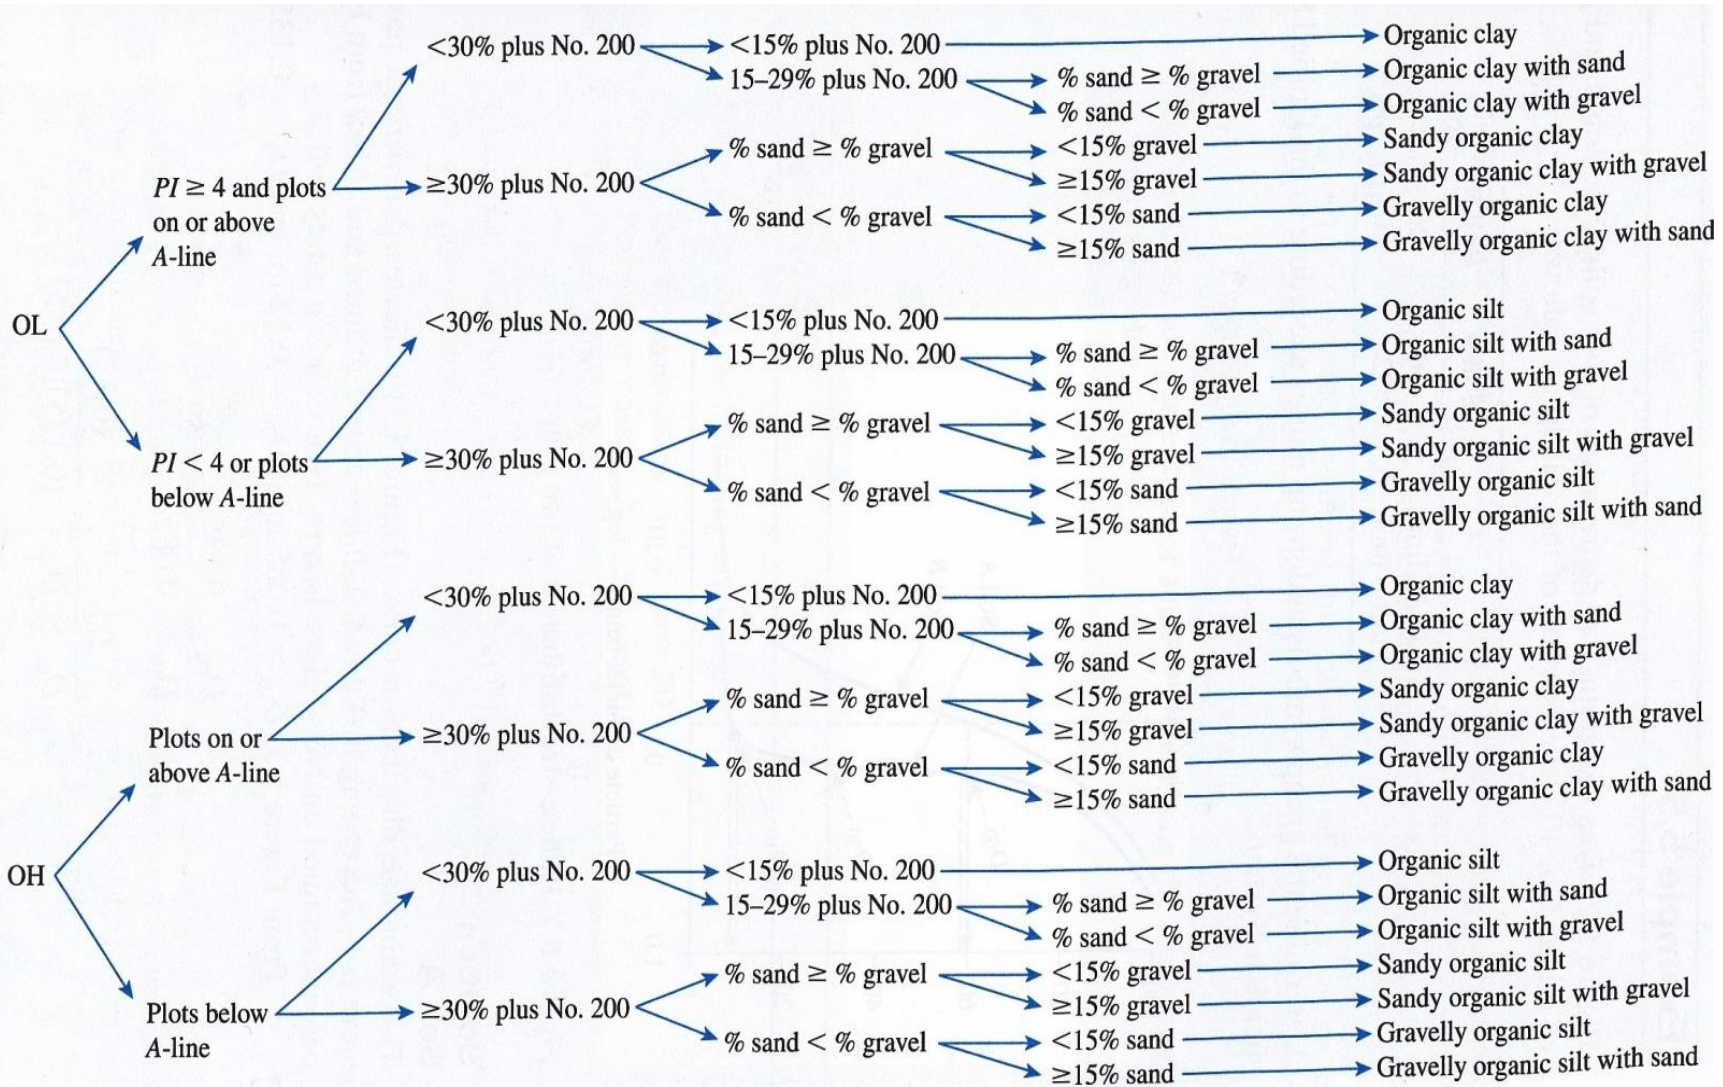 <30% plus No. 200 <15% plus No. 200 Organic clay
15–29% plus No. 200 % sand ≥ % gravel Organic clay with sand
% sand < % gravel Organic clay with gravel
PI ≥ 4 and plots on or above A-line
≥30% plus No. 200 % sand ≥ % gravel <15% gravel Sandy organic clay
≥15% gravel Sandy organic clay with gravel
% sand < % gravel <15% sand Gravelly organic clay
≥15% sand Gravelly organic clay with sand
OL
<30% plus No. 200 <15% plus No. 200 Organic silt
15–29% plus No. 200 % sand ≥ % gravel Organic silt with sand
% sand < % gravel Organic silt with gravel
PI < 4 or plots below A-line
≥30% plus No. 200 % sand ≥ % gravel <15% gravel Sandy organic silt
≥15% gravel Sandy organic silt with gravel
% sand < % gravel <15% sand Gravelly organic silt
≥15% sand Gravelly organic silt with sand
<30% plus No. 200 <15% plus No. 200 Organic clay
15–29% plus No. 200 % sand ≥ % gravel Organic clay with sand
% sand < % gravel Organic clay with gravel
Plots on or above A-line
≥30% plus No. 200 % sand ≥ % gravel <15% gravel Sandy organic clay
≥15% gravel Sandy organic clay with gravel
% sand < % gravel <15% sand Gravelly organic clay
≥15% sand Gravelly organic clay with sand
OH
<30% plus No. 200 <15% plus No. 200 Organic silt
15–29% plus No. 200 % sand ≥ % gravel Organic silt with sand
% sand < % gravel Organic silt with gravel
Plots below A-line
≥30% plus No. 200 % sand ≥ % gravel <15% gravel Sandy organic silt
≥15% gravel Sandy organic silt with gravel
% sand < % gravel <15% sand Gravelly organic silt
≥15% sand Gravelly organic silt with sand